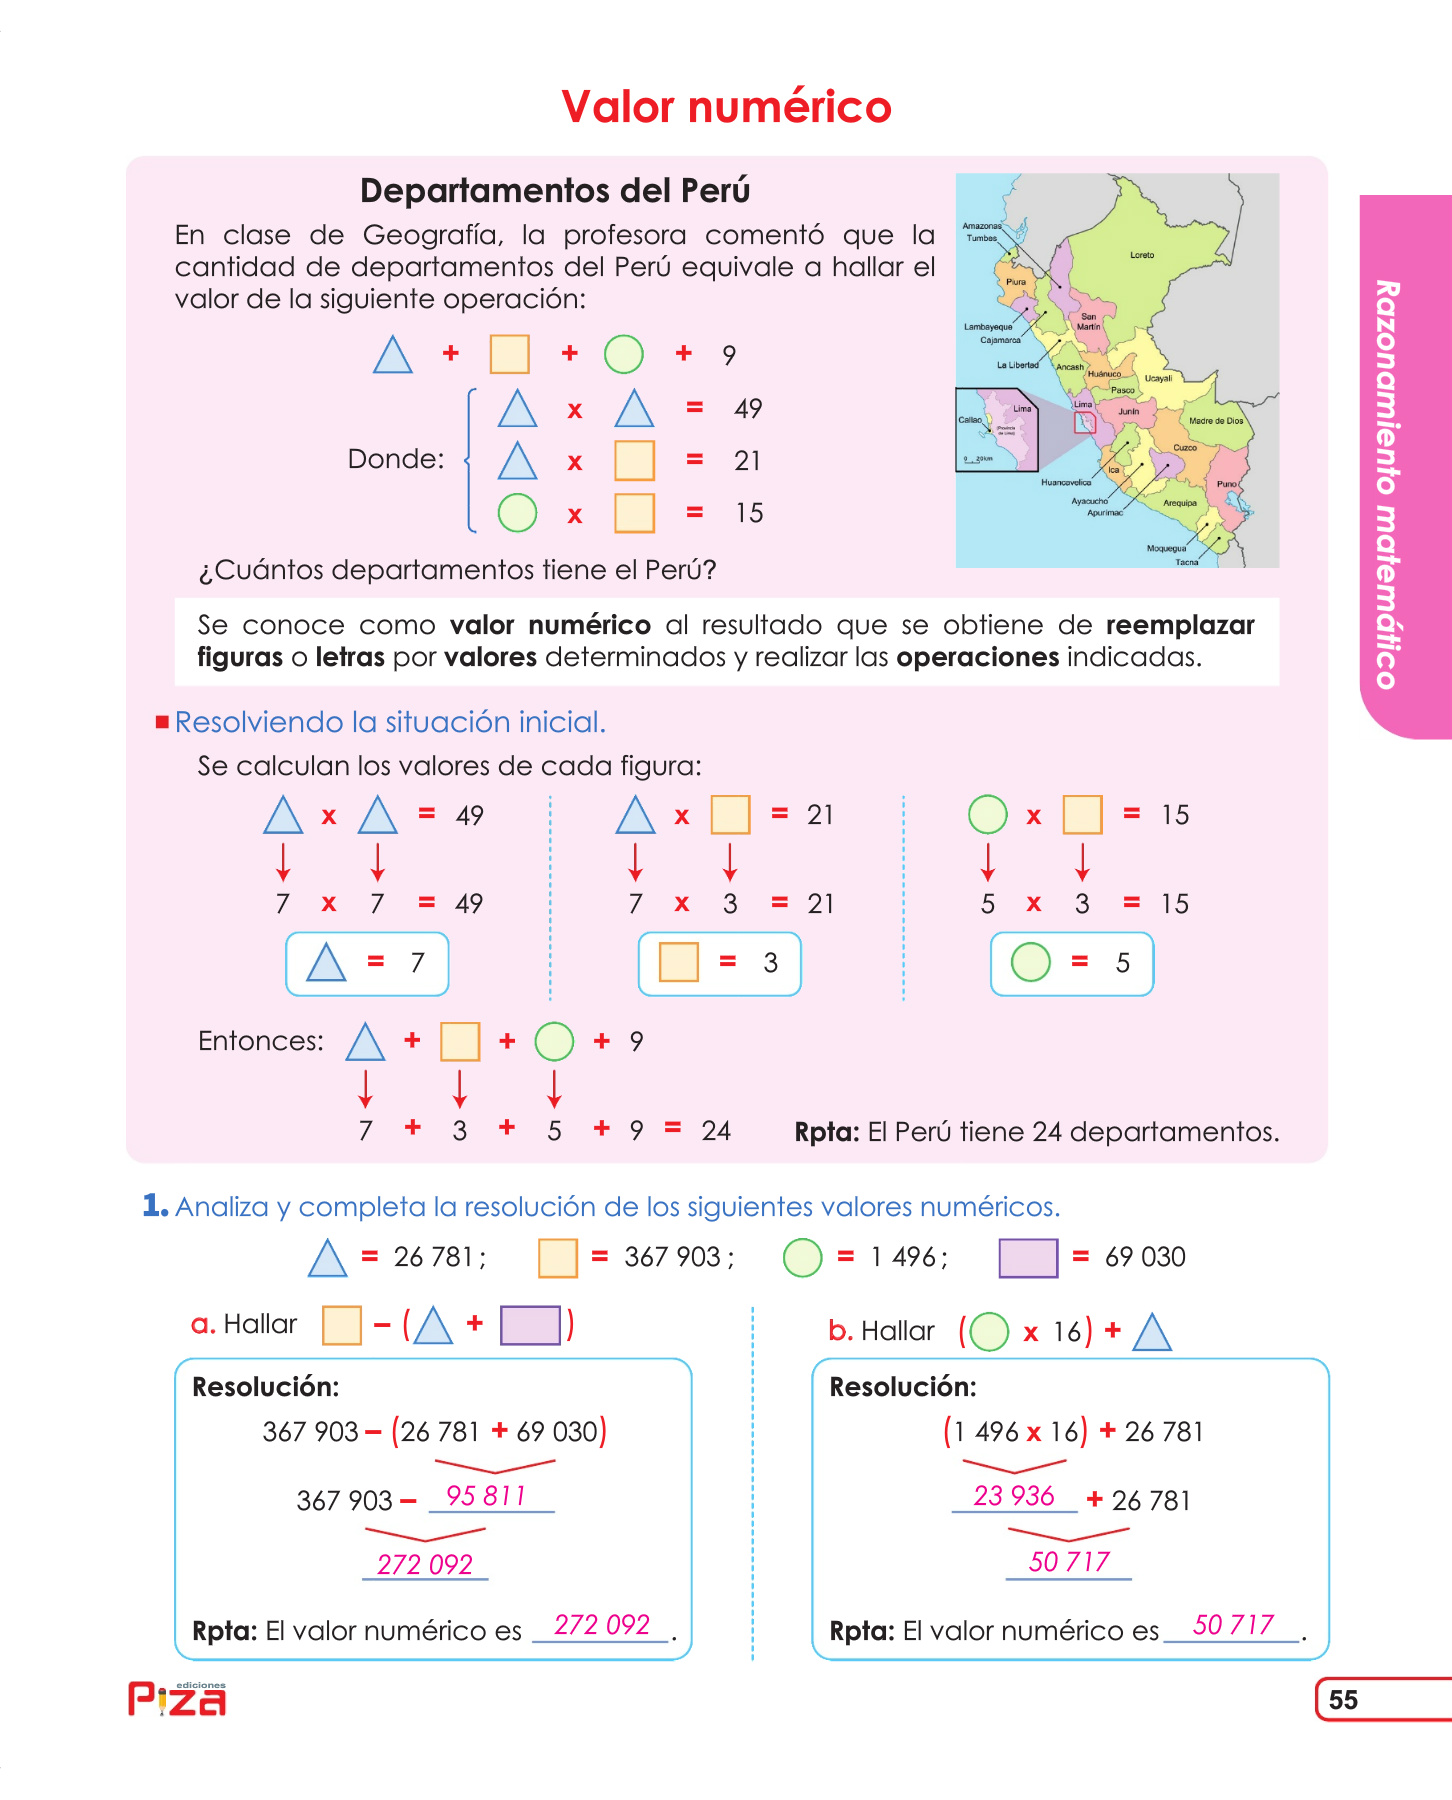 Valor numérico
Departamentos del Perú
En clase de Geografía, la profesora comentó que la
cantidad de departamentos del Perú equivale a hallar el
valor de la siguiente operación:
+ + + 9
x = 49
Donde: x = 21
x = 15
¿Cuántos departamentos tiene el Perú?
Amazonas
Tumbes
Loreto
Piura
San
Martín
Lambayeque
Cajamarca
La Libertad
Ancash
Huánuco
Ucayali
Pasco
Lima
Junín
Madre de Dios
Callao
Lima
(Provincia
de Lima)
0 20km
Cuzco
Ica
Huancavelica
Puno
Ayacucho
Apurimac
Arequipa
Moquegua
Tacna
Razonamiento matemático
Se conoce como valor numérico al resultado que se obtiene de reemplazar
figuras o letras por valores determinados y realizar las operaciones indicadas.
Resolviendo la situación inicial.
Se calculan los valores de cada figura:
x = 49 x = 21 x = 15
7 x 7 = 49 7 x 3 = 21 5 x 3 = 15
= 7 = 3 = 5
Entonces: + + + 9
7 + 3 + 5 + 9 = 24 Rpta: El Perú tiene 24 departamentos.
1. Analiza y completa la resolución de los siguientes valores numéricos.
= 26 781; = 367 903; = 1 496; = 69 030
a. Hallar – ( + )
Resolución:
367 903 – (26 781 + 69 030)
367 903 – 95 811
272 092
Rpta: El valor numérico es 272 092.
b. Hallar ( x 16) +
Resolución:
(1 496 x 16) + 26 781
23 936 + 26 781
50 717
Rpta: El valor numérico es 50 717.
ediciones
Piza
55